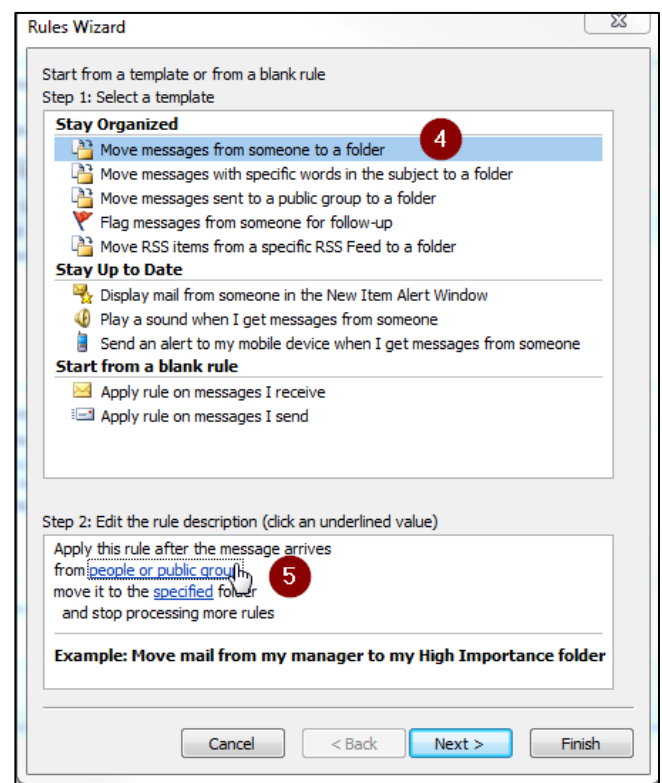 Rules Wizard
Start from a template or from a blank rule
Step 1: Select a template
Stay Organized
Move messages from someone to a folder
4
Move messages with specific words in the subject to a folder
Move messages sent to a public group to a folder
Flag messages from someone for follow-up
Move RSS items from a specific RSS Feed to a folder
Stay Up to Date
Display mail from someone in the New Item Alert Window
Play a sound when I get messages from someone
Send an alert to my mobile device when I get messages from someone
Start from a blank rule
Apply rule on messages I receive
Apply rule on messages I send
Step 2: Edit the rule description (click an underlined value)
Apply this rule after the message arrives
from people or public group
5
move it to the specified folder
and stop processing more rules
Example: Move mail from my manager to my High Importance folder
Cancel
< Back
Next >
Finish